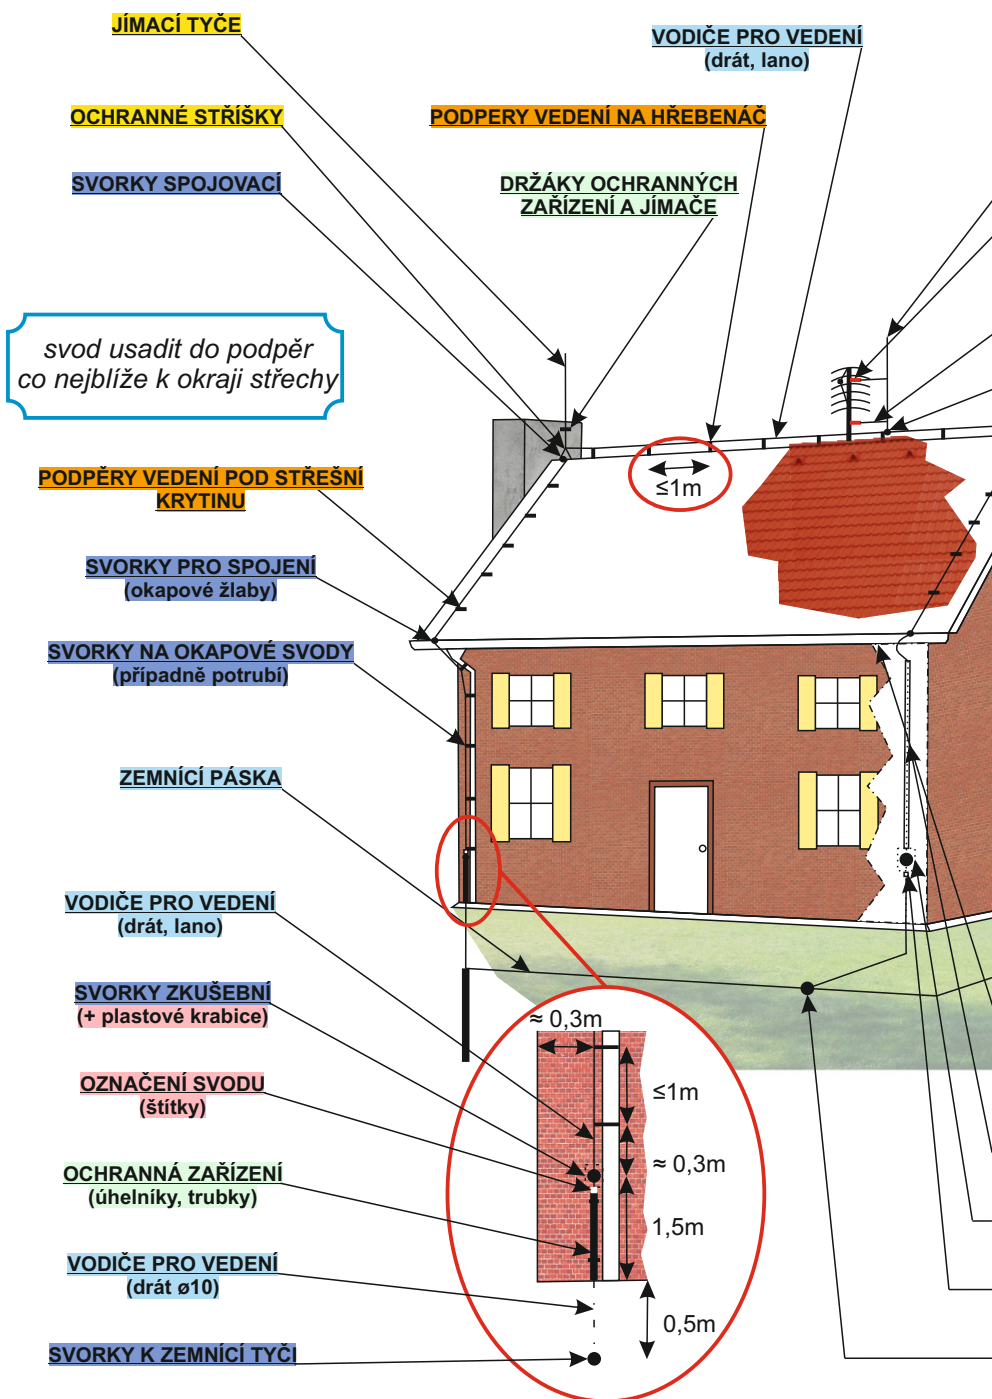 JÍMACÍ TYČE
VODIČE PRO VEDENÍ
(drát, lano)
OCHRANNÉ STŘÍŠKY
PODPERY VEDENÍ NA HŘEBENÁČ
SVORKY SPOJOVACÍ
DRŽÁKY OCHRANNÝCH
ZAŘÍZENÍ A JÍMAČE
svod usadit do podpěr
co nejblíže k okraji střechy
≤1m
PODPĚRY VEDENÍ POD STŘEŠNÍ
KRYTINU
SVORKY PRO SPOJENÍ
(okapové žlaby)
SVORKY NA OKAPOVÉ SVODY
(případně potrubí)
ZEMNÍCÍ PÁSKA
VODIČE PRO VEDENÍ
(drát, lano)
SVORKY ZKUŠEBNÍ
(+ plastové krabice)
OZNAČENÍ SVODU
(štítky)
OCHRANNÁ ZAŘÍZENÍ
(úhelníky, trubky)
VODIČE PRO VEDENÍ
(drát ø10)
SVORKY K ZEMNÍCÍ TYČI
≈ 0,3m
≤1m
≈ 0,3m
1,5m
0,5m